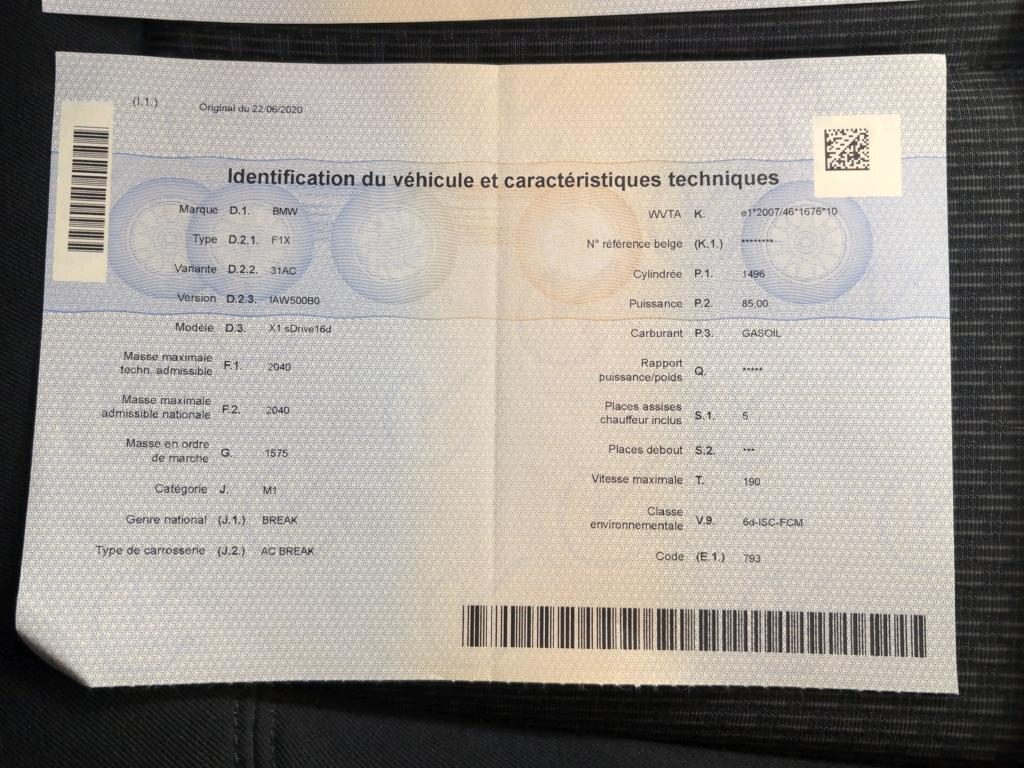 (I.1.) Original du 22/06/2020
Identification du véhicule et caractéristiques techniques
Marque D.1. BMW
Type D.2.1. F1X
Variante D.2.2. 31AC
Version D.2.3. IAW500B0
Modèle D.3. X1 sDrive16d
Masse maximale
techn. admissible F.1. 2040
Masse maximale
admissible nationale F.2. 2040
Masse en ordre
de marche G. 1575
Catégorie J. M1
Genre national (J.1.) BREAK
Type de carrosserie (J.2.) AC BREAK
WVTA K. e1*2007/46*1676*10
N° référence belge (K.1.) ********
Cylindrée P.1. 1496
Puissance P.2. 85,00
Carburant P.3. GASOIL
Rapport
puissance/poids Q. *****
Places assises
chauffeur inclus S.1. 5
Places debout S.2. ***
Vitesse maximale T. 190
Classe
environnementale V.9. 6d-ISC-FCM
Code (E.1.) 793